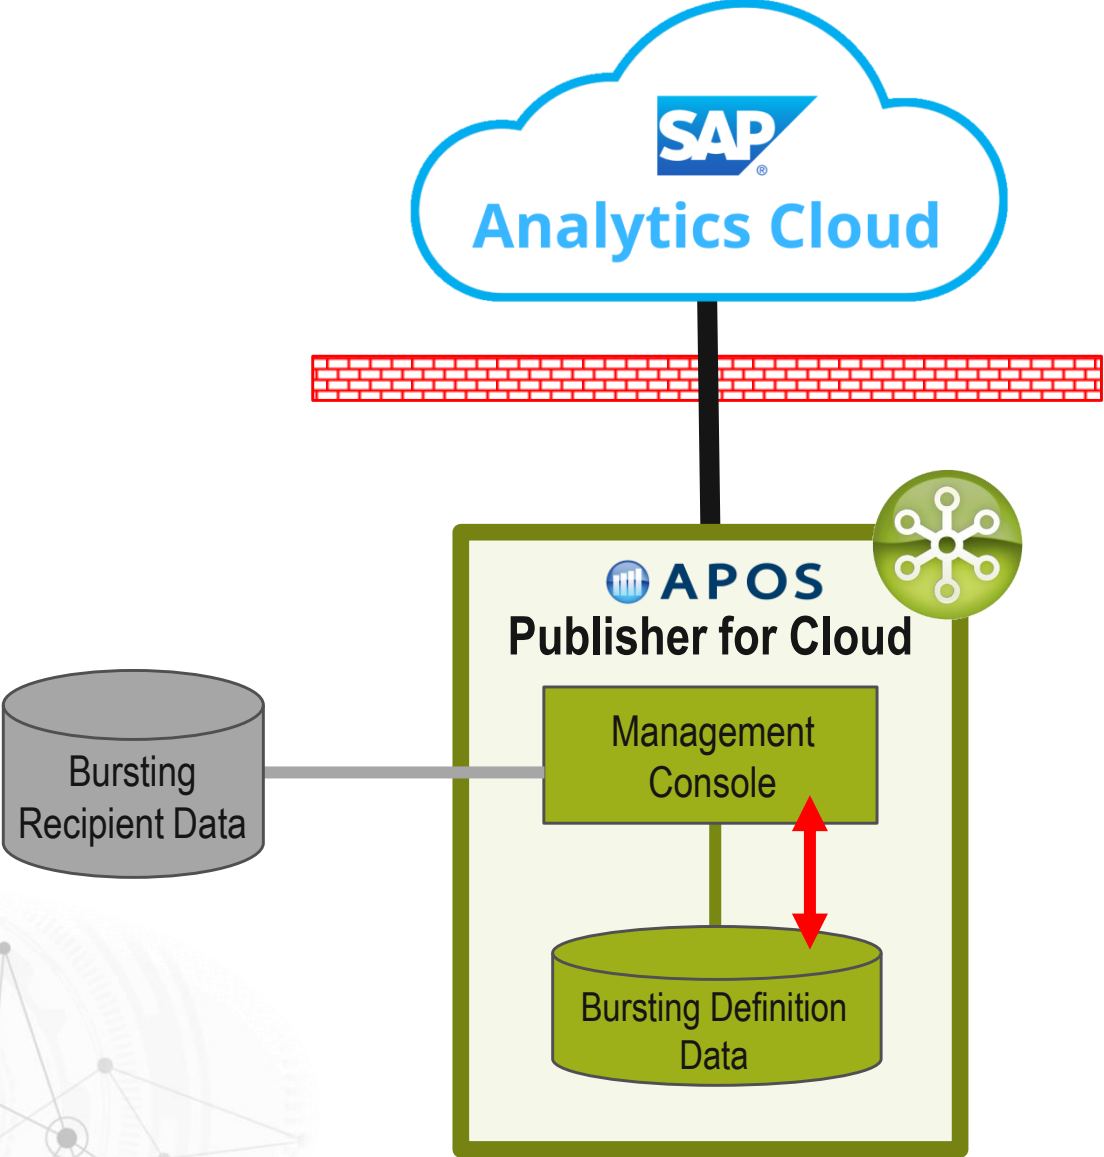 SAP
®
Analytics Cloud
APOS
Publisher for Cloud
Management
Console
Bursting
Recipient Data
Bursting Definition
Data